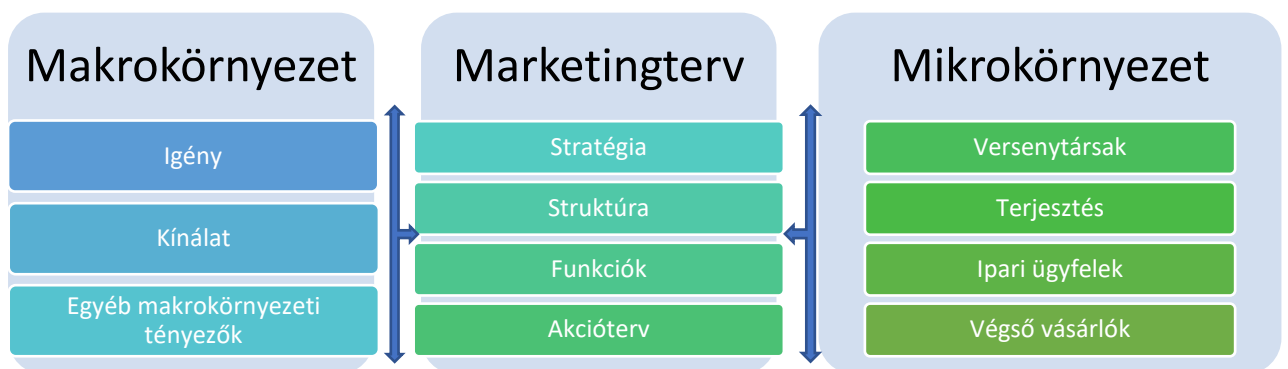 Makrokörnyezet
Igény
Kínálat
Egyéb makrokörnyezeti
tényezők
Marketingterv
Stratégia
Struktúra
Funkciók
Akcióterv
Mikrokörnyezet
Versenytársak
Terjesztés
Ipari ügyfelek
Végső vásárlók